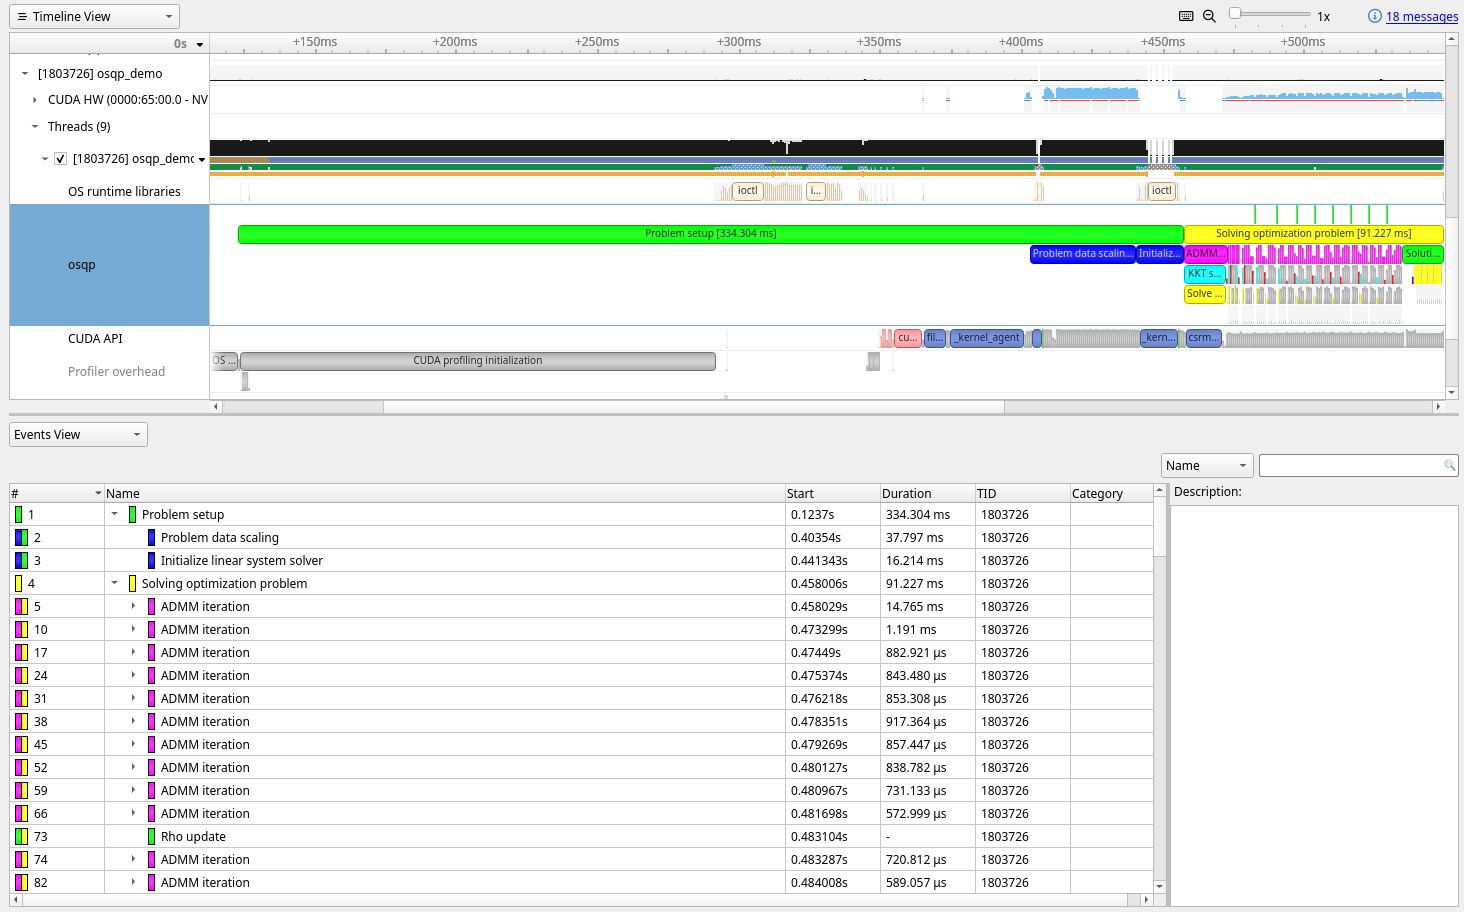 Timeline View
1x
18 messages
0s
+150ms +200ms +250ms +300ms +350ms +400ms +450ms +500ms
[1803726] osqp_demo
CUDA HW (0000:65:00.0 - NV
Threads (9)
[1803726] osqp_demo
OS runtime libraries
ioctl i... ioctl
osqp
Problem setup [334.304 ms] Solving optimization problem [91.227 ms]
Problem data scalin... Initializ... ADMM... Soluti...
KKT s...
Solve ...
CUDA API
cu... fil... _kernel_agent _kern... csrm...
OS ... CUDA profiling initialization
Profiler overhead
Events View
Name
# Name Start Duration TID Category
Description:
1 Problem setup 0.1237s 334.304 ms 1803726
2 Problem data scaling 0.40354s 37.797 ms 1803726
3 Initialize linear system solver 0.441343s 16.214 ms 1803726
4 Solving optimization problem 0.458006s 91.227 ms 1803726
5 ADMM iteration 0.458029s 14.765 ms 1803726
10 ADMM iteration 0.473299s 1.191 ms 1803726
17 ADMM iteration 0.47449s 882.921 μs 1803726
24 ADMM iteration 0.475374s 843.480 μs 1803726
31 ADMM iteration 0.476218s 853.308 μs 1803726
38 ADMM iteration 0.478351s 917.364 μs 1803726
45 ADMM iteration 0.479269s 857.447 μs 1803726
52 ADMM iteration 0.480127s 838.782 μs 1803726
59 ADMM iteration 0.480967s 731.133 μs 1803726
66 ADMM iteration 0.481698s 572.999 μs 1803726
73 Rho update 0.483104s - 1803726
74 ADMM iteration 0.483287s 720.812 μs 1803726
82 ADMM iteration 0.484008s 589.057 μs 1803726